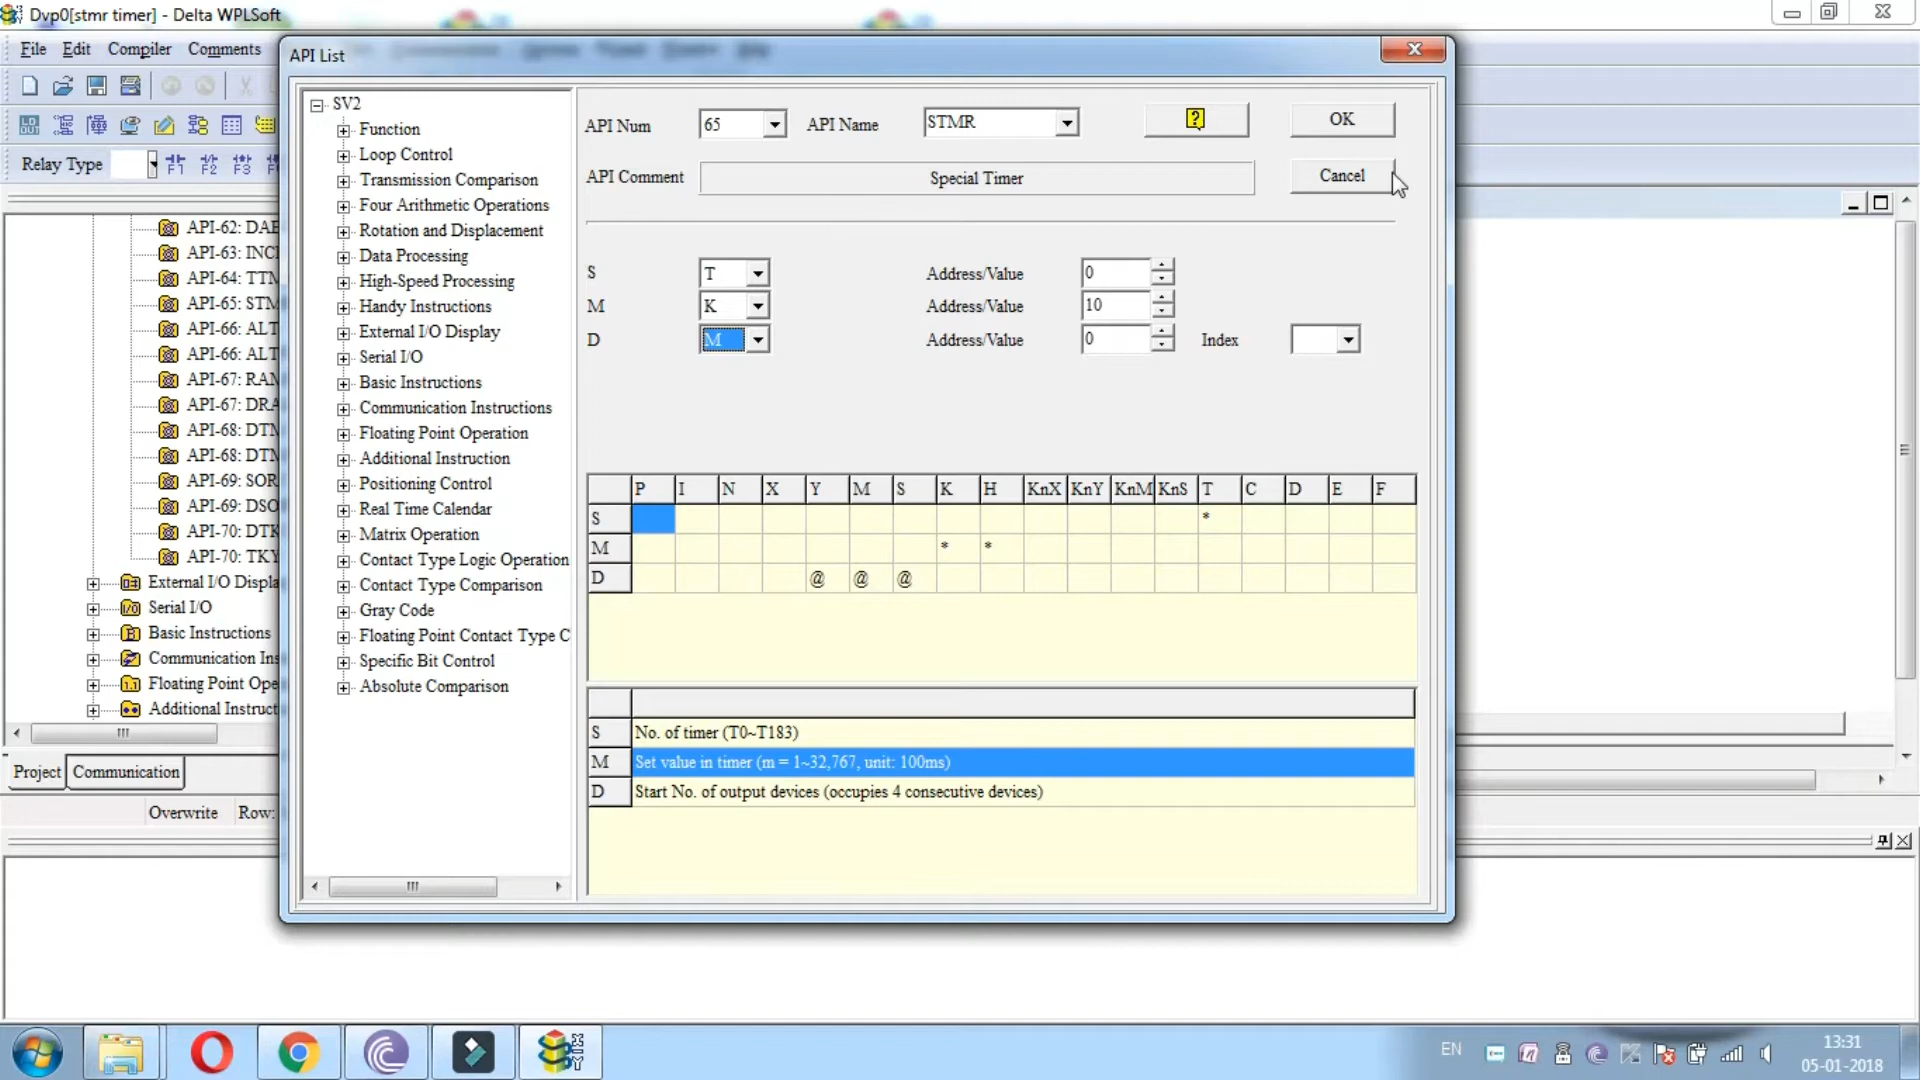 Dvp0[stmr timer] - Delta WPLSoft
File Edit Compiler Comments
API List
Relay Type
F1 F2 F3
SV2
Function
Loop Control
Transmission Comparison
Four Arithmetic Operations
Rotation and Displacement
Data Processing
High-Speed Processing
Handy Instructions
External I/O Display
Serial I/O
Basic Instructions
Communication Instructions
Floating Point Operation
Additional Instruction
Positioning Control
Real Time Calendar
Matrix Operation
Contact Type Logic Operation
Contact Type Comparison
Gray Code
Floating Point Contact Type C
Specific Bit Control
Absolute Comparison
API Num 65 API Name STMR ? OK
API Comment Special Timer Cancel
S T Address/Value 0
M K Address/Value 10
D M Address/Value 0 Index
P I N X Y M S K H KnX KnY KnM KnS T C D E F
S *
M * *
D @ @ @
S No. of timer (T0~T183)
M Set value in timer (m = 1~32,767, unit: 100ms)
D Start No. of output devices (occupies 4 consecutive devices)
API-62: DAB
API-63: INC
API-64: TTM
API-65: STM
API-66: ALT
API-66: ALT
API-67: RAM
API-67: DRA
API-68: DTM
API-68: DTM
API-69: SOR
API-69: DSO
API-70: DTK
API-70: TKY
External I/O Displa
Serial I/O
Basic Instructions
Communication Ins
Floating Point Ope
Additional Instruct
Project Communication
Overwrite Row:
EN
13:31
05-01-2018